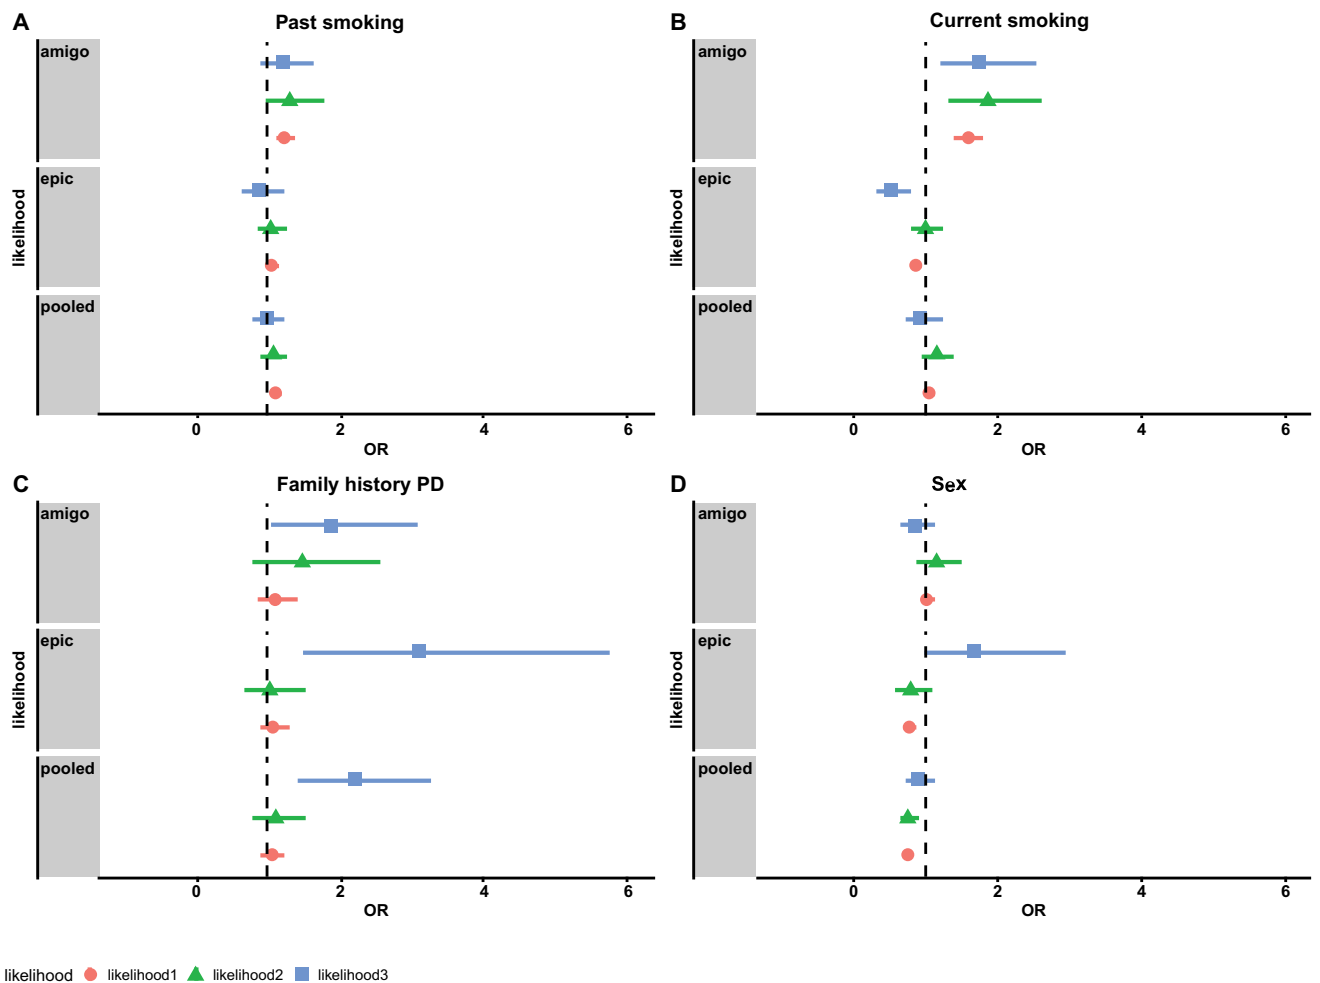 A Past smoking
amigo
epic
pooled
likelihood
0 2 4 6
OR
B Current smoking
amigo
epic
pooled
likelihood
0 2 4 6
OR
C Family history PD
amigo
epic
pooled
likelihood
0 2 4 6
OR
D Sex
amigo
epic
pooled
likelihood
0 2 4 6
OR
likelihood likelihood1 likelihood2 likelihood3